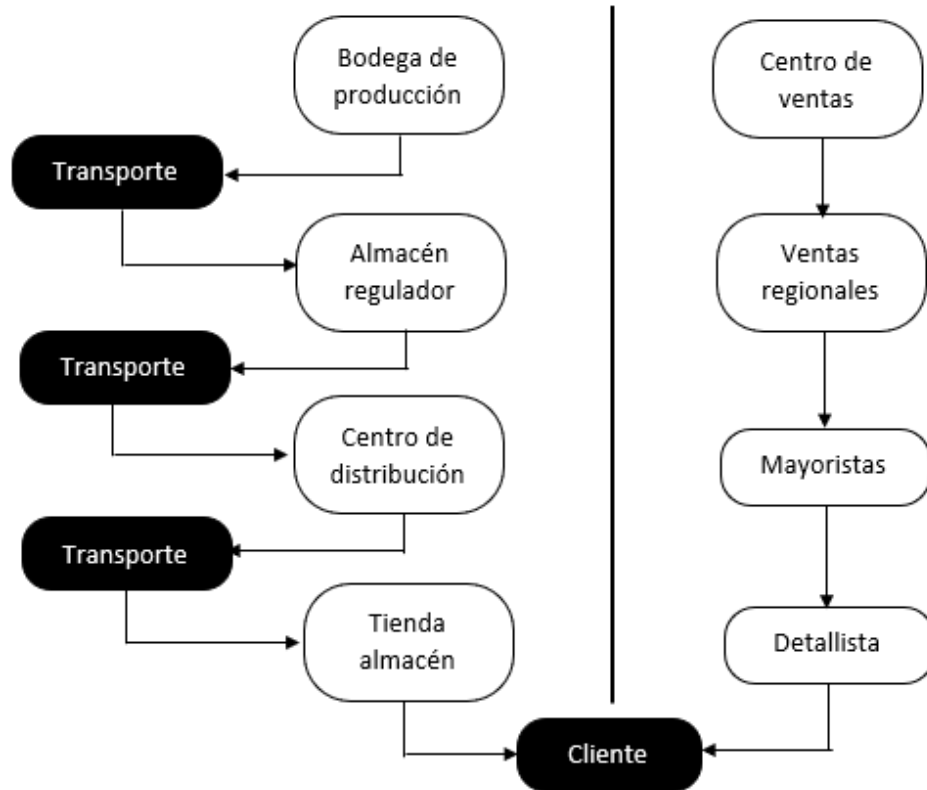 Bodega de
producción
Transporte
Almacén
regulador
Transporte
Centro de
distribución
Transporte
Tienda
almacén
Centro de
ventas
Ventas
regionales
Mayoristas
Detallista
Cliente